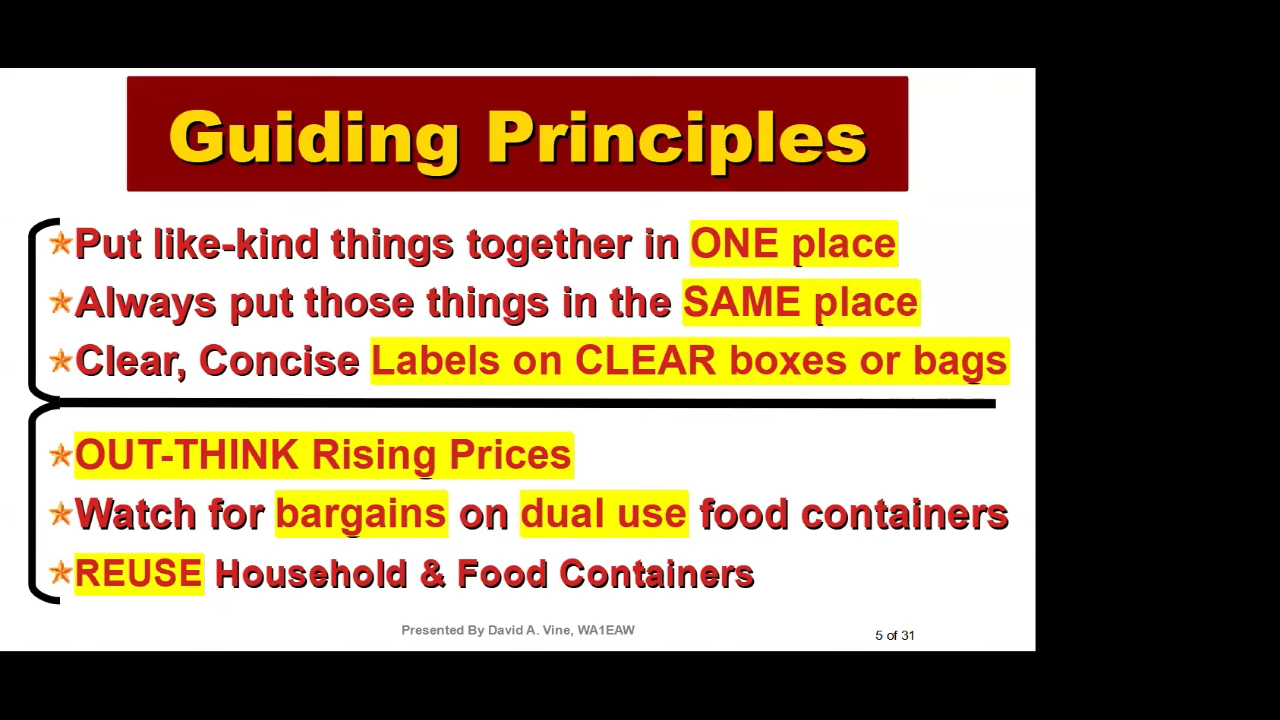 Guiding Principles
Put like-kind things together in ONE place
Always put those things in the SAME place
Clear, Concise Labels on CLEAR boxes or bags
OUT-THINK Rising Prices
Watch for bargains on dual use food containers
REUSE Household & Food Containers
Presented By David A. Vine, WA1EAW
5 of 31